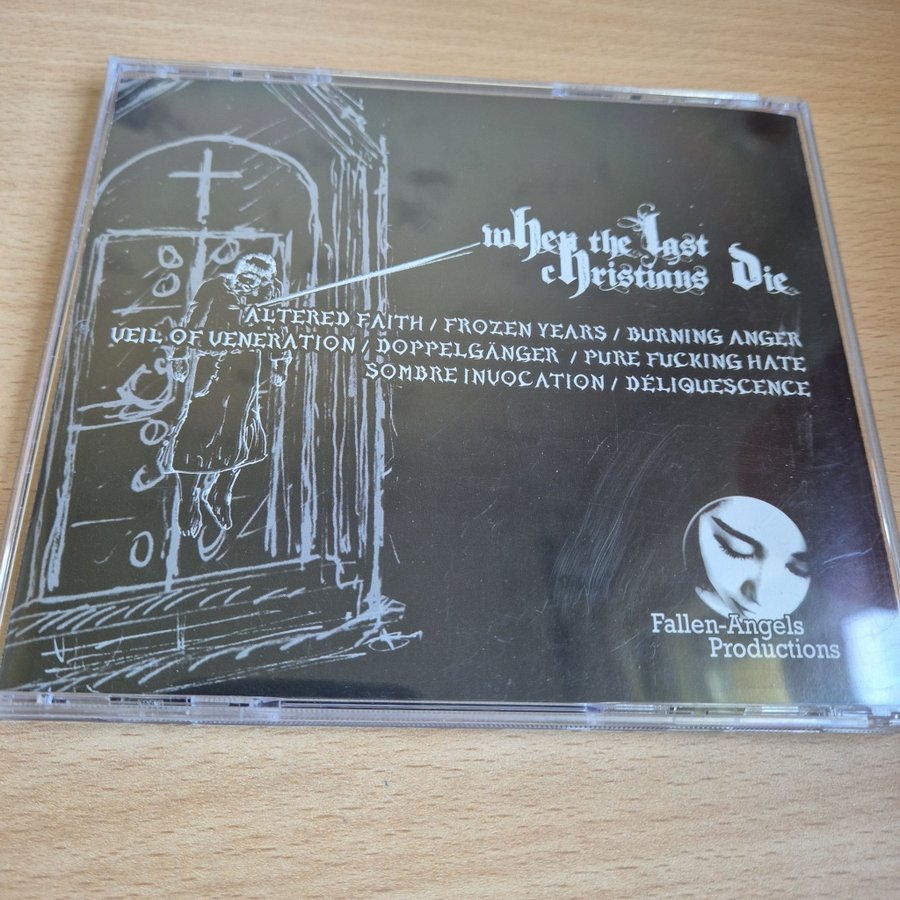 when the Last
cHristians Die
ALTERED FAITH / FROZEN YEARS / BURNING ANGER
VEIL OF VENERATION / DOPPELGÄNGER / PURE FUCKING HATE
SOMBRE INVOCATION / DÉLIQUESCENCE
Fallen-Angels
Productions